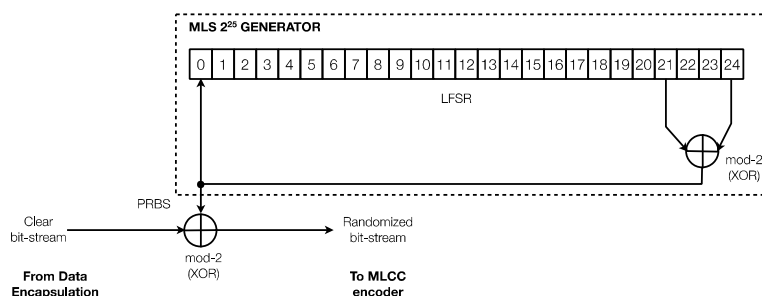 MLS 2²⁵ GENERATOR
0 1 2 3 4 5 6 7 8 9 10 11 12 13 14 15 16 17 18 19 20 21 22 23 24
LFSR
mod-2
(XOR)
PRBS
Clear
bit-stream
Randomized
bit-stream
mod-2
(XOR)
From Data
Encapsulation
To MLCC
encoder